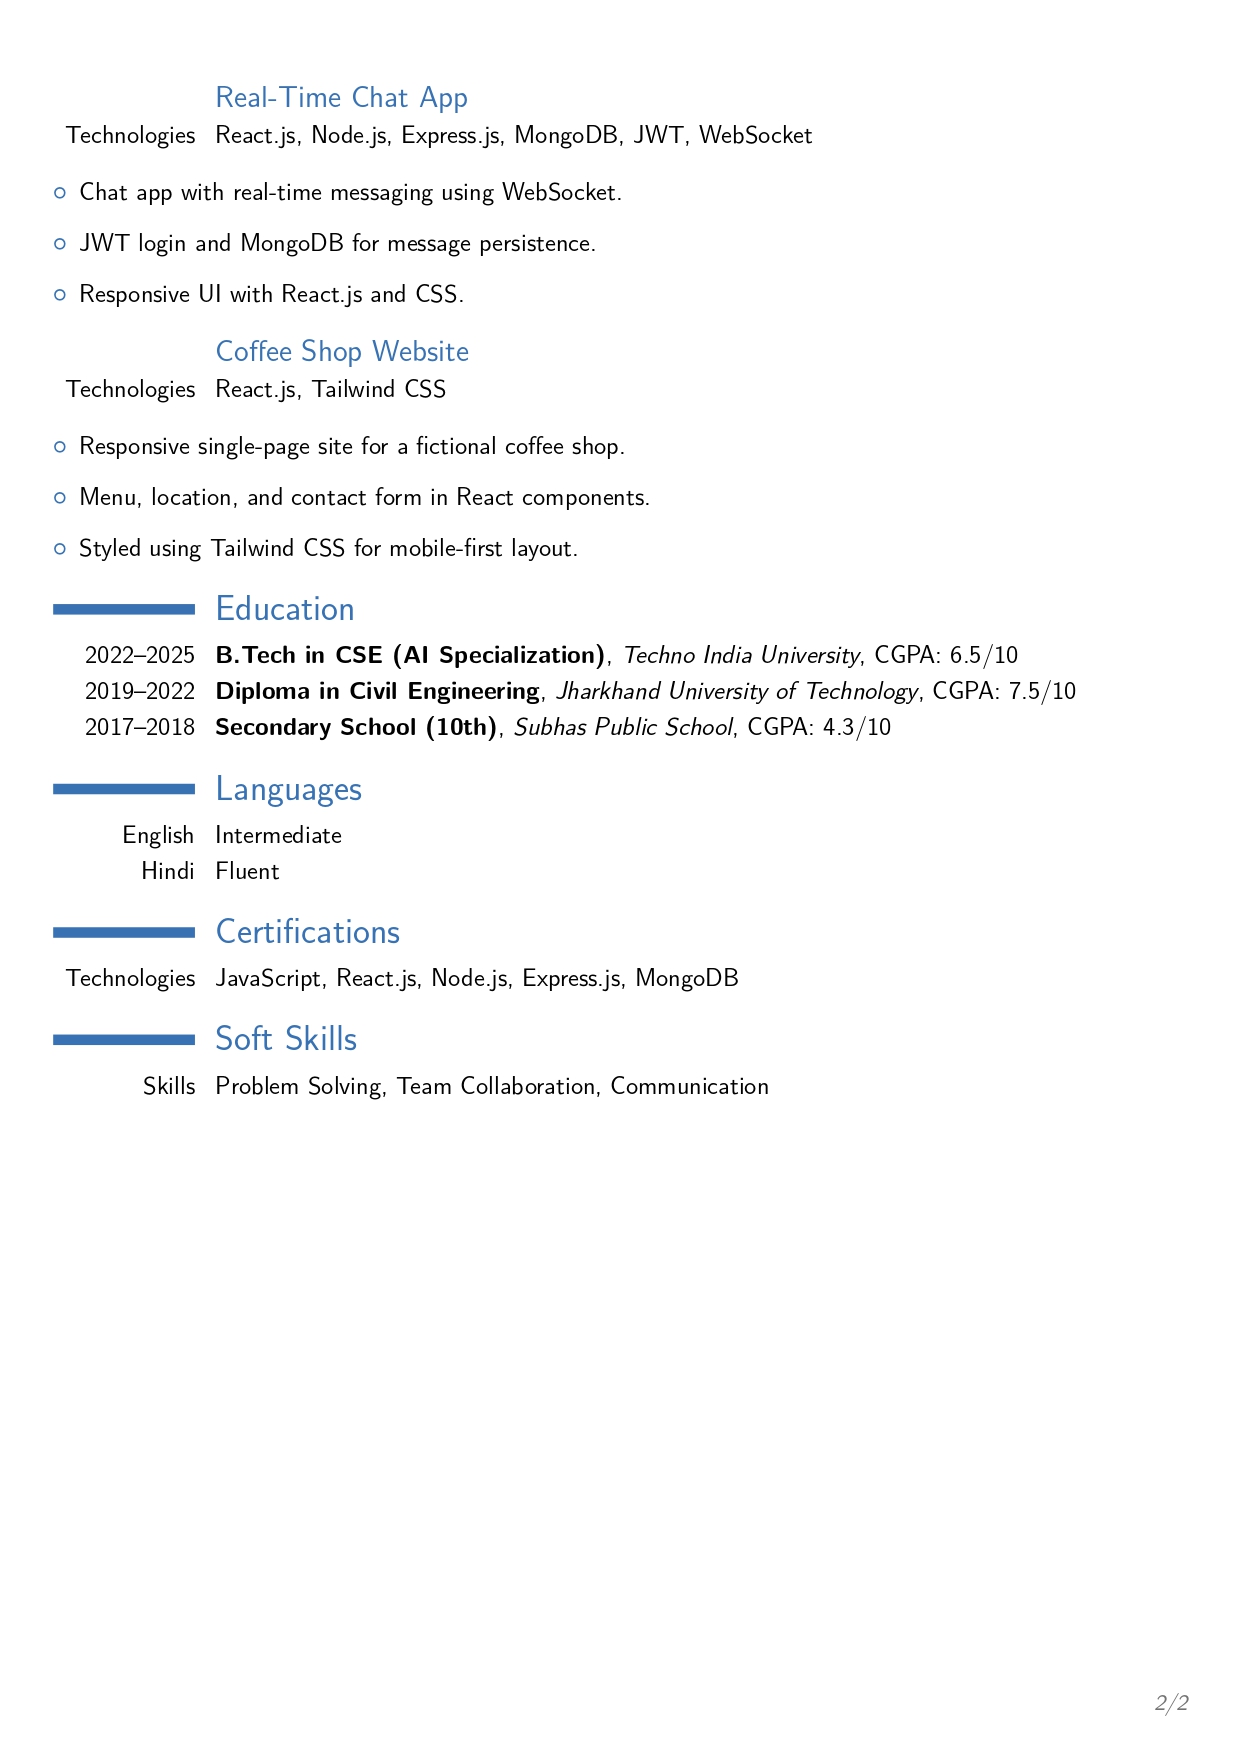 Real-Time Chat App
Technologies React.js, Node.js, Express.js, MongoDB, JWT, WebSocket
Chat app with real-time messaging using WebSocket.
JWT login and MongoDB for message persistence.
Responsive UI with React.js and CSS.
Coffee Shop Website
Technologies React.js, Tailwind CSS
Responsive single-page site for a fictional coffee shop.
Menu, location, and contact form in React components.
Styled using Tailwind CSS for mobile-first layout.
Education
2022–2025 B.Tech in CSE (AI Specialization), Techno India University, CGPA: 6.5/10
2019–2022 Diploma in Civil Engineering, Jharkhand University of Technology, CGPA: 7.5/10
2017–2018 Secondary School (10th), Subhas Public School, CGPA: 4.3/10
Languages
English Intermediate
Hindi Fluent
Certifications
Technologies JavaScript, React.js, Node.js, Express.js, MongoDB
Soft Skills
Skills Problem Solving, Team Collaboration, Communication
2/2